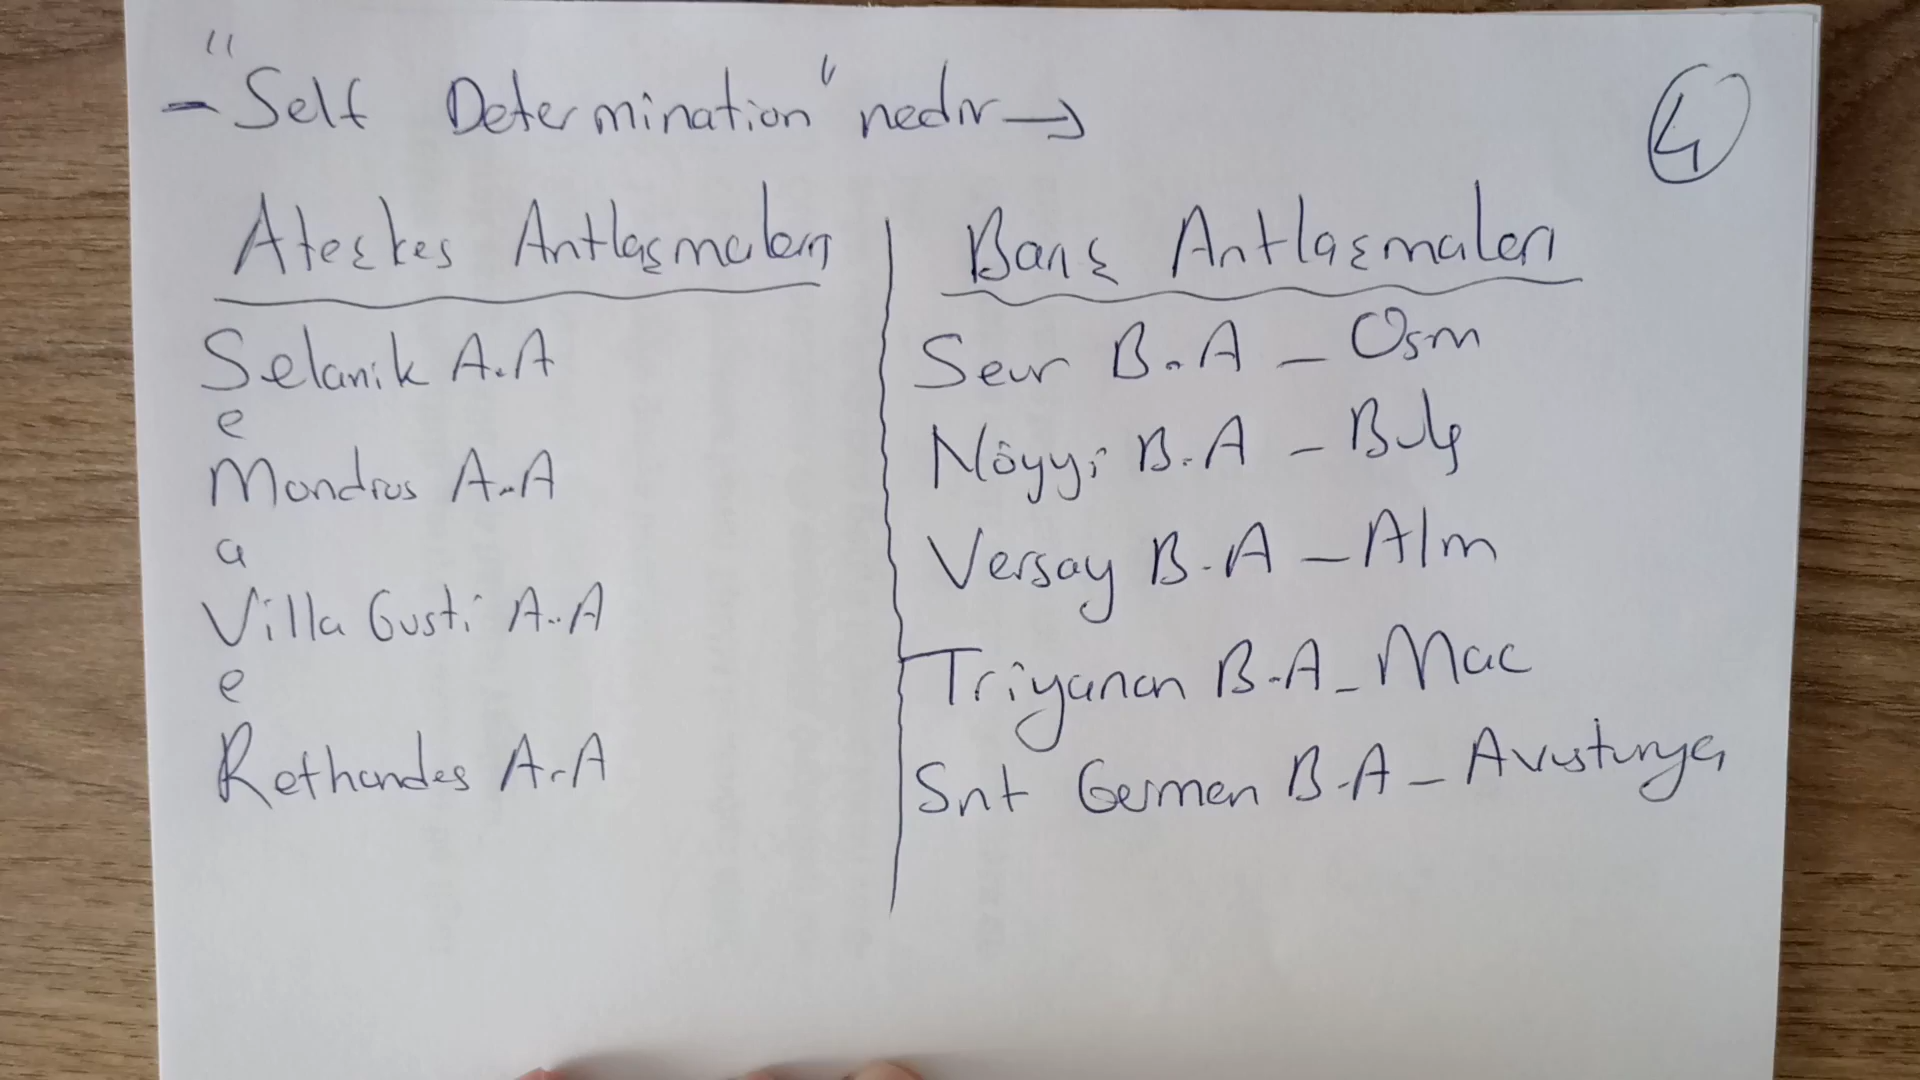 - "Self Determination" nedir →
4
Ateşkes Antlaşmaları
Selanik A.A
e
Mondros A.A
a
Villa Gusti A.A
e
Rethondes A.A
Barış Antlaşmaları
Sevr B.A - Osm
Nöyyi B.A - Bulg
Versay B.A - Alm
Triyanon B.A - Mac
Snt Germen B.A - Avusturya